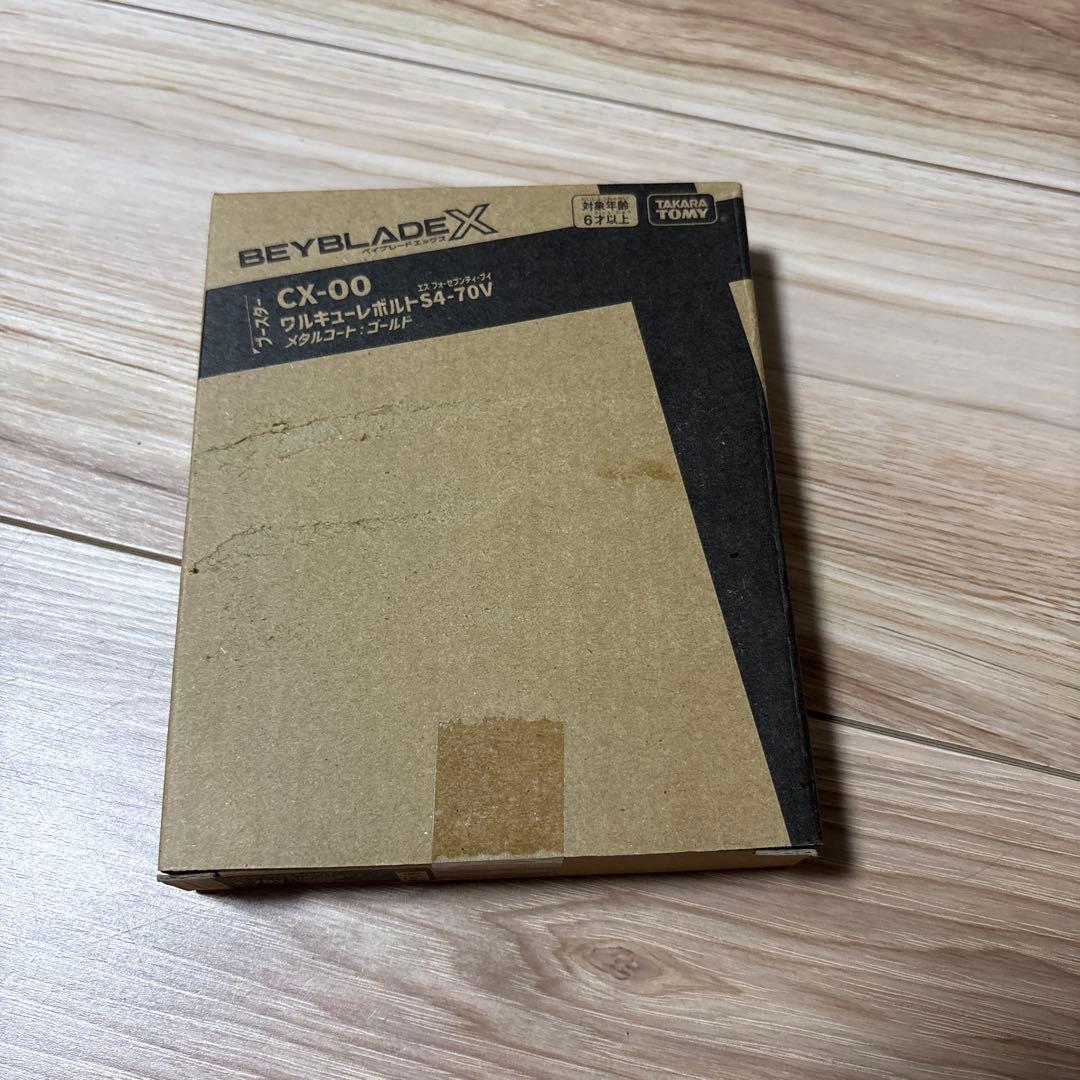 BEYBLADE X
ベイブレードエックス
対象年齢
6才以上
TAKARA
TOMY
ブースター
CX-00
エス フォーセブンティーブイ
ワルキューレボルトS4-70V
メタルコート:ゴールド